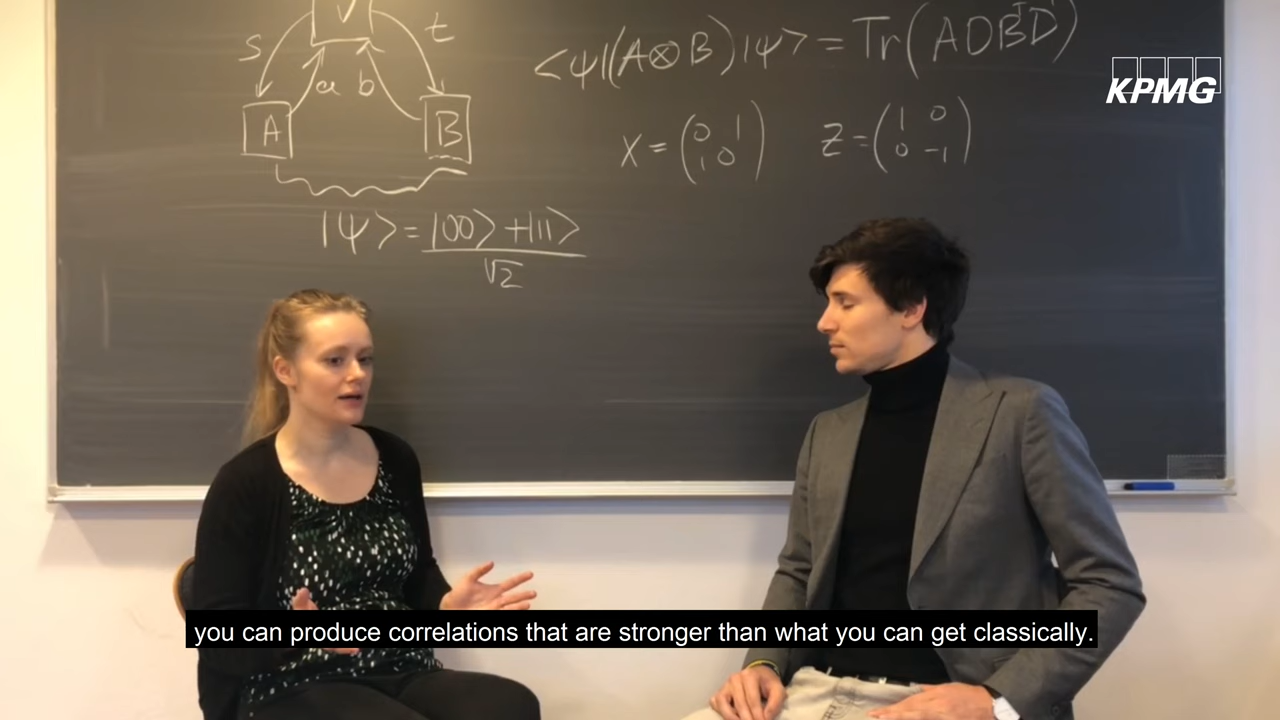 V
s
t
⟨ψ|(A⊗B)|ψ⟩ = Tr(ADBᵀD)
KPMG
a b
A
B
X = (0 1
1 0)
Z = (1 0
0 -1)
|ψ⟩ = |00⟩ + |11⟩
√2
you can produce correlations that are stronger than what you can get classically.